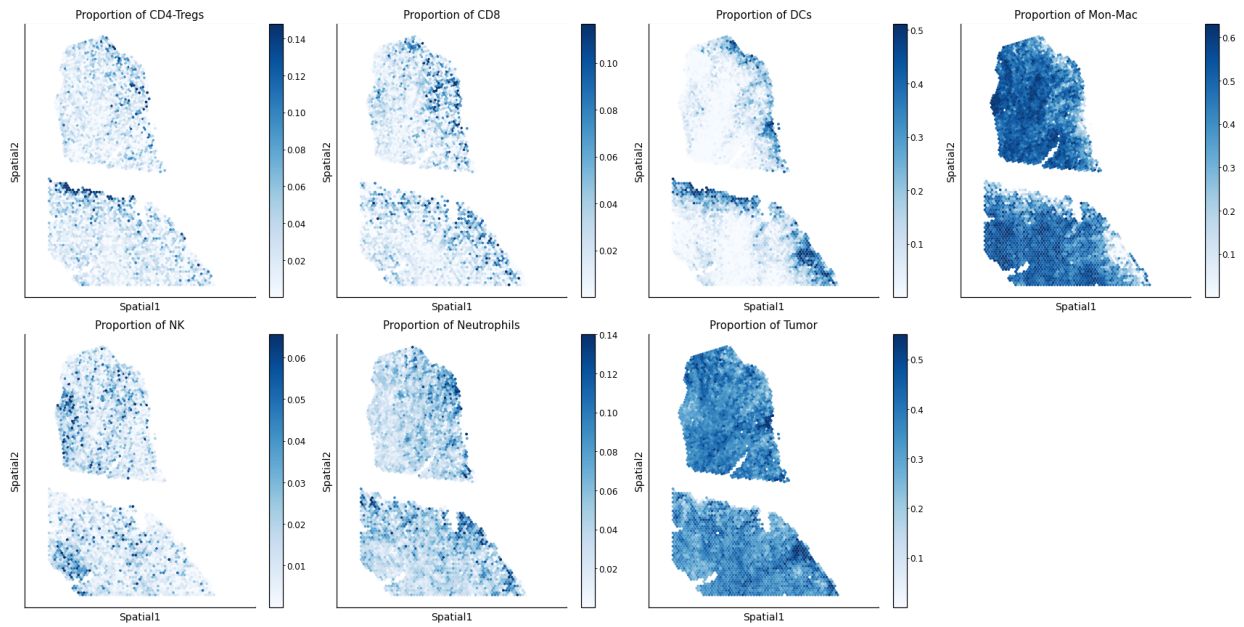 Proportion of CD4-Tregs
Spatial2
Spatial1
0.14
0.12
0.10
0.08
0.06
0.04
0.02
Proportion of CD8
Spatial2
Spatial1
0.10
0.08
0.06
0.04
0.02
Proportion of DCs
Spatial2
Spatial1
0.5
0.4
0.3
0.2
0.1
Proportion of Mon-Mac
Spatial2
Spatial1
0.6
0.5
0.4
0.3
0.2
0.1
Proportion of NK
Spatial2
Spatial1
0.06
0.05
0.04
0.03
0.02
0.01
Proportion of Neutrophils
Spatial2
Spatial1
0.14
0.12
0.10
0.08
0.06
0.04
0.02
Proportion of Tumor
Spatial2
Spatial1
0.5
0.4
0.3
0.2
0.1